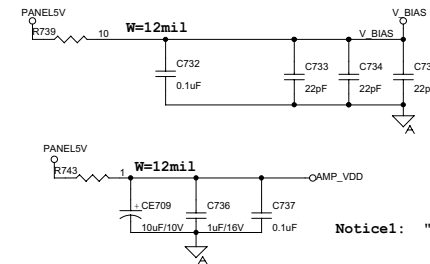 PANEL5V
V_BIAS
R739
10
W=12mil
V_BIAS
C732
0.1uF
C733
22pF
C734
22pF
PANEL5V
R743
1
W=12mil
AMP_VDD
CE709
+
10uF/10V
C736
1uF/16V
C737
0.1uF
A
A
Notice1: "